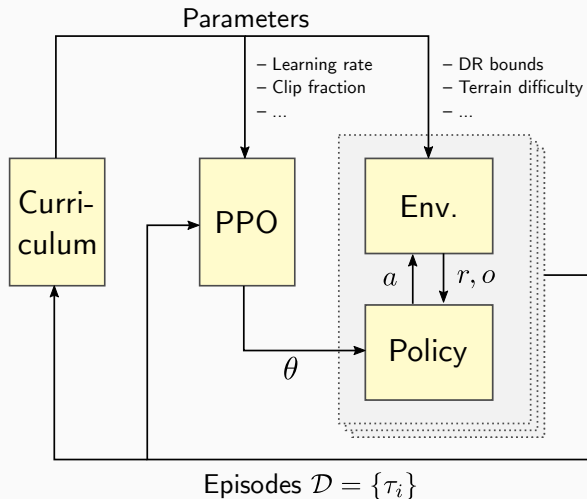 Parameters
– Learning rate
– Clip fraction
– ...
– DR bounds
– Terrain difficulty
– ...
Curri-
culum
PPO
Env.
a
r, o
Policy
θ
Episodes 𝒟 = {τᵢ}